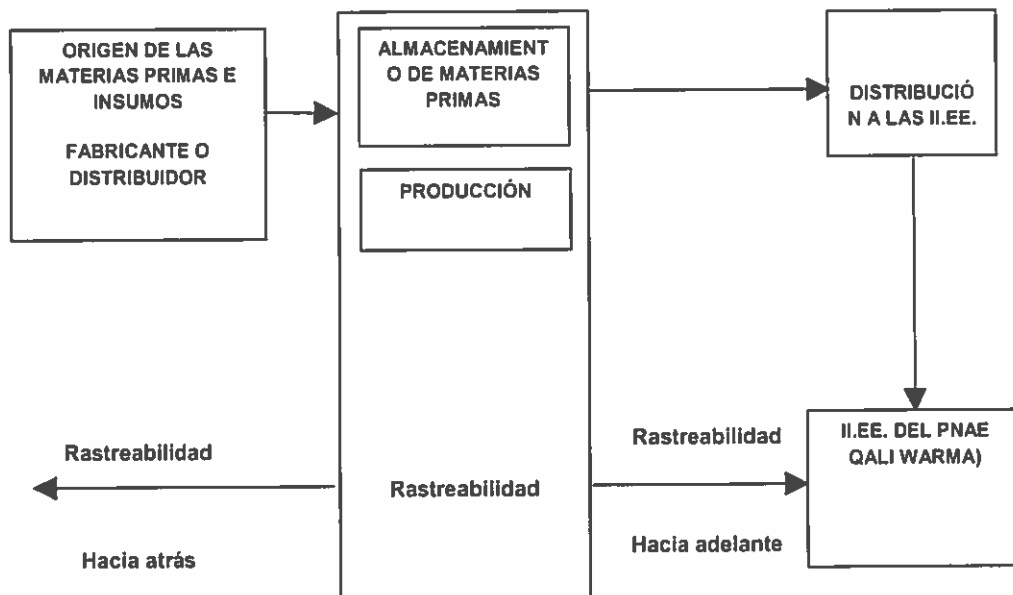 ORIGEN DE LAS
MATERIAS PRIMAS E
INSUMOS
FABRICANTE O
DISTRIBUIDOR
ALMACENAMIENT
O DE MATERIAS
PRIMAS
PRODUCCIÓN
DISTRIBUCIÓ
N A LAS II.EE.
Rastreabilidad
Hacia atrás
Rastreabilidad
Rastreabilidad
Hacia adelante
II.EE. DEL PNAE
QALI WARMA)